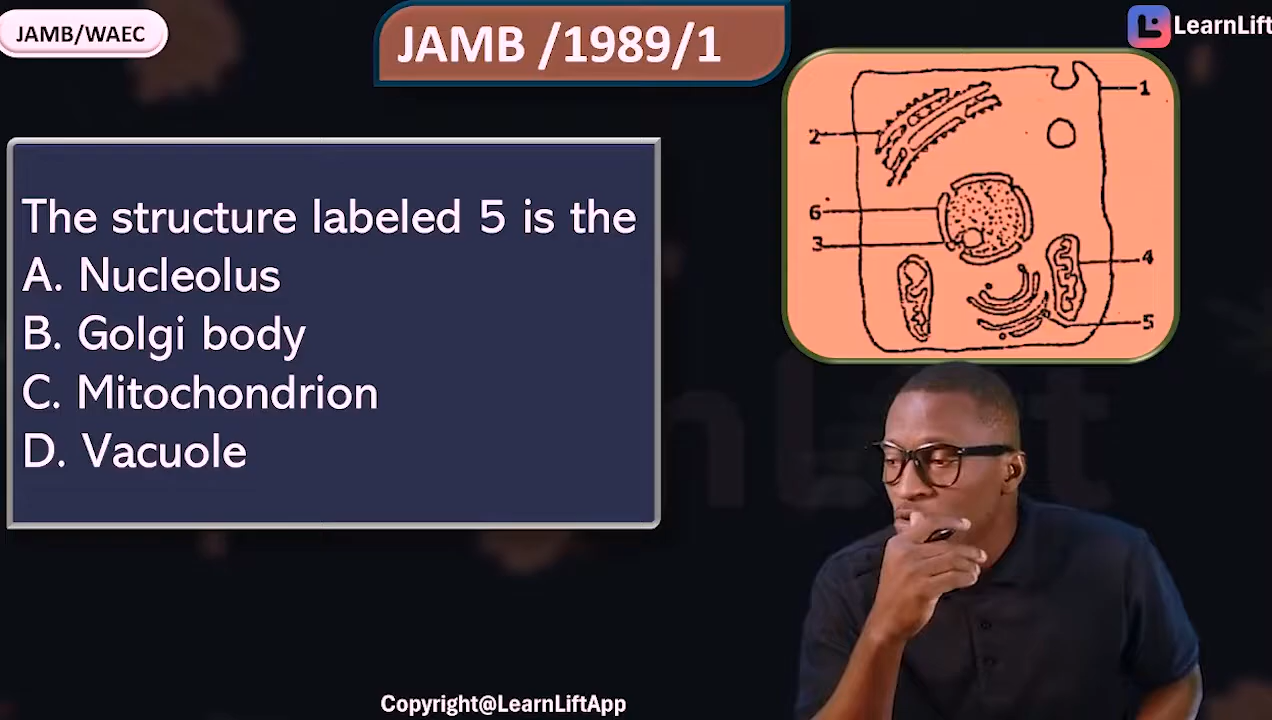 JAMB/WAEC
JAMB /1989/1
LearnLift
The structure labeled 5 is the
A. Nucleolus
B. Golgi body
C. Mitochondrion
D. Vacuole
1
2
6
3
4
5
Copyright@LearnLiftApp